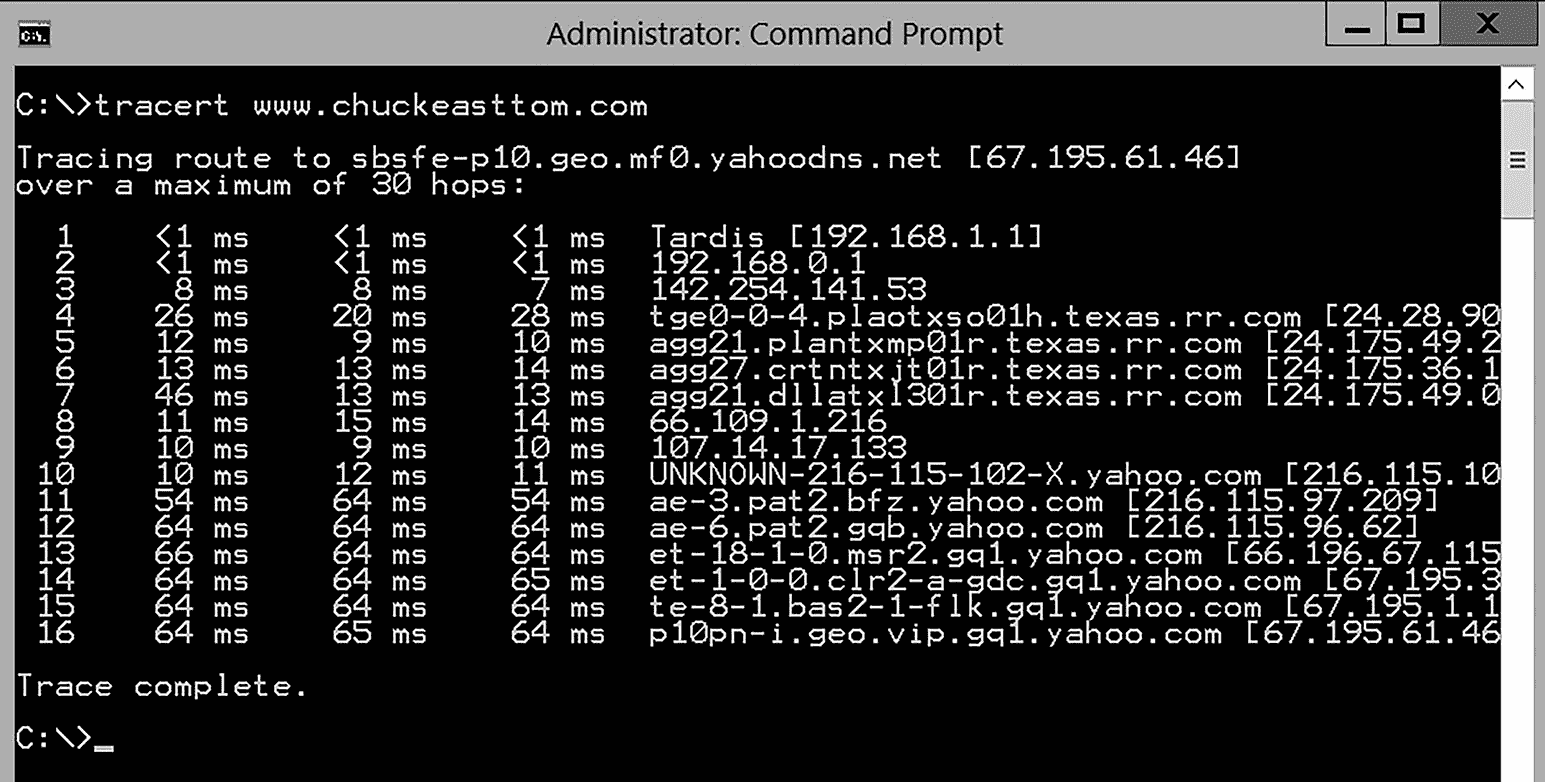 Administrator: Command Prompt
C:\>tracert www.chuckeasttom.com
Tracing route to sbsfe-p10.geo.mf0.yahoodns.net [67.195.61.46]
over a maximum of 30 hops:
1 <1 ms <1 ms <1 ms Tardis [192.168.1.1]
2 <1 ms <1 ms <1 ms 192.168.0.1
3 8 ms 8 ms 7 ms 142.254.141.53
4 26 ms 20 ms 28 ms tge0-0-4.plaotxso01h.texas.rr.com [24.28.90
5 12 ms 9 ms 10 ms agg21.plantxmp01r.texas.rr.com [24.175.49.2
6 13 ms 13 ms 14 ms agg27.crtntxjt01r.texas.rr.com [24.175.36.1
7 46 ms 13 ms 13 ms agg21.dllatxl301r.texas.rr.com [24.175.49.0
8 11 ms 15 ms 14 ms 66.109.1.216
9 10 ms 9 ms 10 ms 107.14.17.133
10 10 ms 12 ms 11 ms UNKNOWN-216-115-102-X.yahoo.com [216.115.10
11 54 ms 64 ms 54 ms ae-3.pat2.bfz.yahoo.com [216.115.97.209]
12 64 ms 64 ms 64 ms ae-6.pat2.gqb.yahoo.com [216.115.96.62]
13 66 ms 64 ms 64 ms et-18-1-0.msr2.gq1.yahoo.com [66.196.67.115
14 64 ms 64 ms 65 ms et-1-0-0.clr2-a-gdc.gq1.yahoo.com [67.195.3
15 64 ms 64 ms 64 ms te-8-1.bas2-1-flk.gq1.yahoo.com [67.195.1.1
16 64 ms 65 ms 64 ms p10pn-i.geo.vip.gq1.yahoo.com [67.195.61.46
Trace complete.
C:\>_